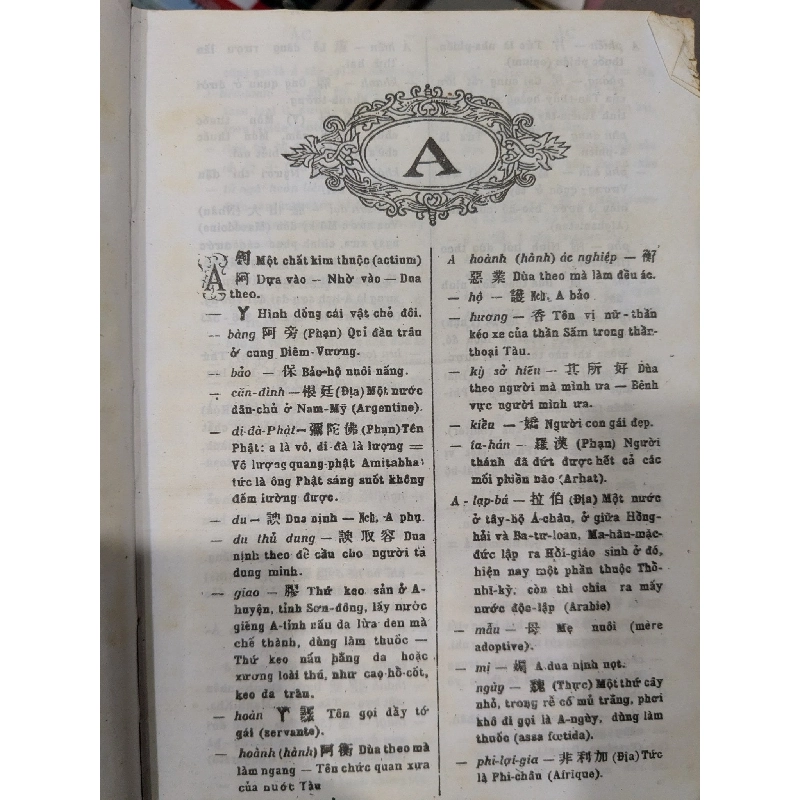 A
A 錒 Một chất kim thuộc (actium)
阿 Dựa vào — Nhờ vào — Đua
theo.
— 丫 Hình dống cái vật chẻ đôi.
— bàng 阿旁 (Phạn) Quỉ đầu trâu
ở cung Diêm-Vương.
— bảo — 保 Bảo-hộ nuôi nấng.
— căn-đình — 根廷 (Địa) Một nước
dân-chủ ở Nam-Mỹ (Argentine).
— di-đà-Phật — 彌陀佛 (Phạn) Tên
Phật: a là vô, di-đà là lượng =
Vô lượng quang-phật Amitabha
tức là ông Phật sáng suốt không
đếm lường được.
— du — 諛 Dua nịnh — Nch. A phụ.
— du thủ dung — 諛取容 Dua
nịnh theo để cầu cho người ta
dung mình.
— giao — 膠 Thứ keo sản ở A-
huyện, tỉnh Sơn-đông, lấy nước
giếng A-tỉnh nấu da lừa đen mà
chế thành, dùng làm thuốc —
Thứ keo nấu bằng da hoặc
xương loài thú, như cao-hồ-cốt,
keo da trâu.
— hoàn 丫鬟 Tên gọi đầy tớ
gái (servante).
— hoành (hành) 阿衡 Dùa theo mà
làm ngang — Tên chức quan xưa
của nước Tàu
A hoành (hành) ác nghiệp — 衡
惡業 Dùa theo mà làm đều ác.
— hộ — 護 Nch. A bảo
— hương — 香 Tên vị nữ-thần
kéo xe của thần Sấm trong thần-
thoại Tàu.
— kỳ sở hiếu — 其所好 Dùa
theo người mà mình ưa — Bênh
vực người mình ưa.
— kiều — 嬌 Người con gái đẹp.
— la-hán — 羅漢 (Phạn) Người
thánh đã dứt được hết cả các
mối phiền não (Arhat).
A - lạp-bá — 拉伯 (Địa) Một nước
ở tây-bộ Á-châu, ở giữa Hồng-
hải và Ba-tư-loan, Ma-hân-mặc-
đức lập ra Hồi-giáo sinh ở đó,
hiện nay một phần thuộc Thổ-
nhĩ-kỳ, còn thì chia ra mấy
nước độc-lập (Arabie)
— mẫu — 母 Mẹ nuôi (mère
adoptive).
— mị — 媚 A dua nịnh nọt.
ngùy — 魏 (Thực) Một thứ cây
nhỏ, trong rễ có mủ trắng, phơi
khô đi gọi là A-ngùy, dùng làm
thuốc (assa fœtida).
— phi-lợi-gia — 非利加 (Địa) Tức
là Phi-châu (Afrique).